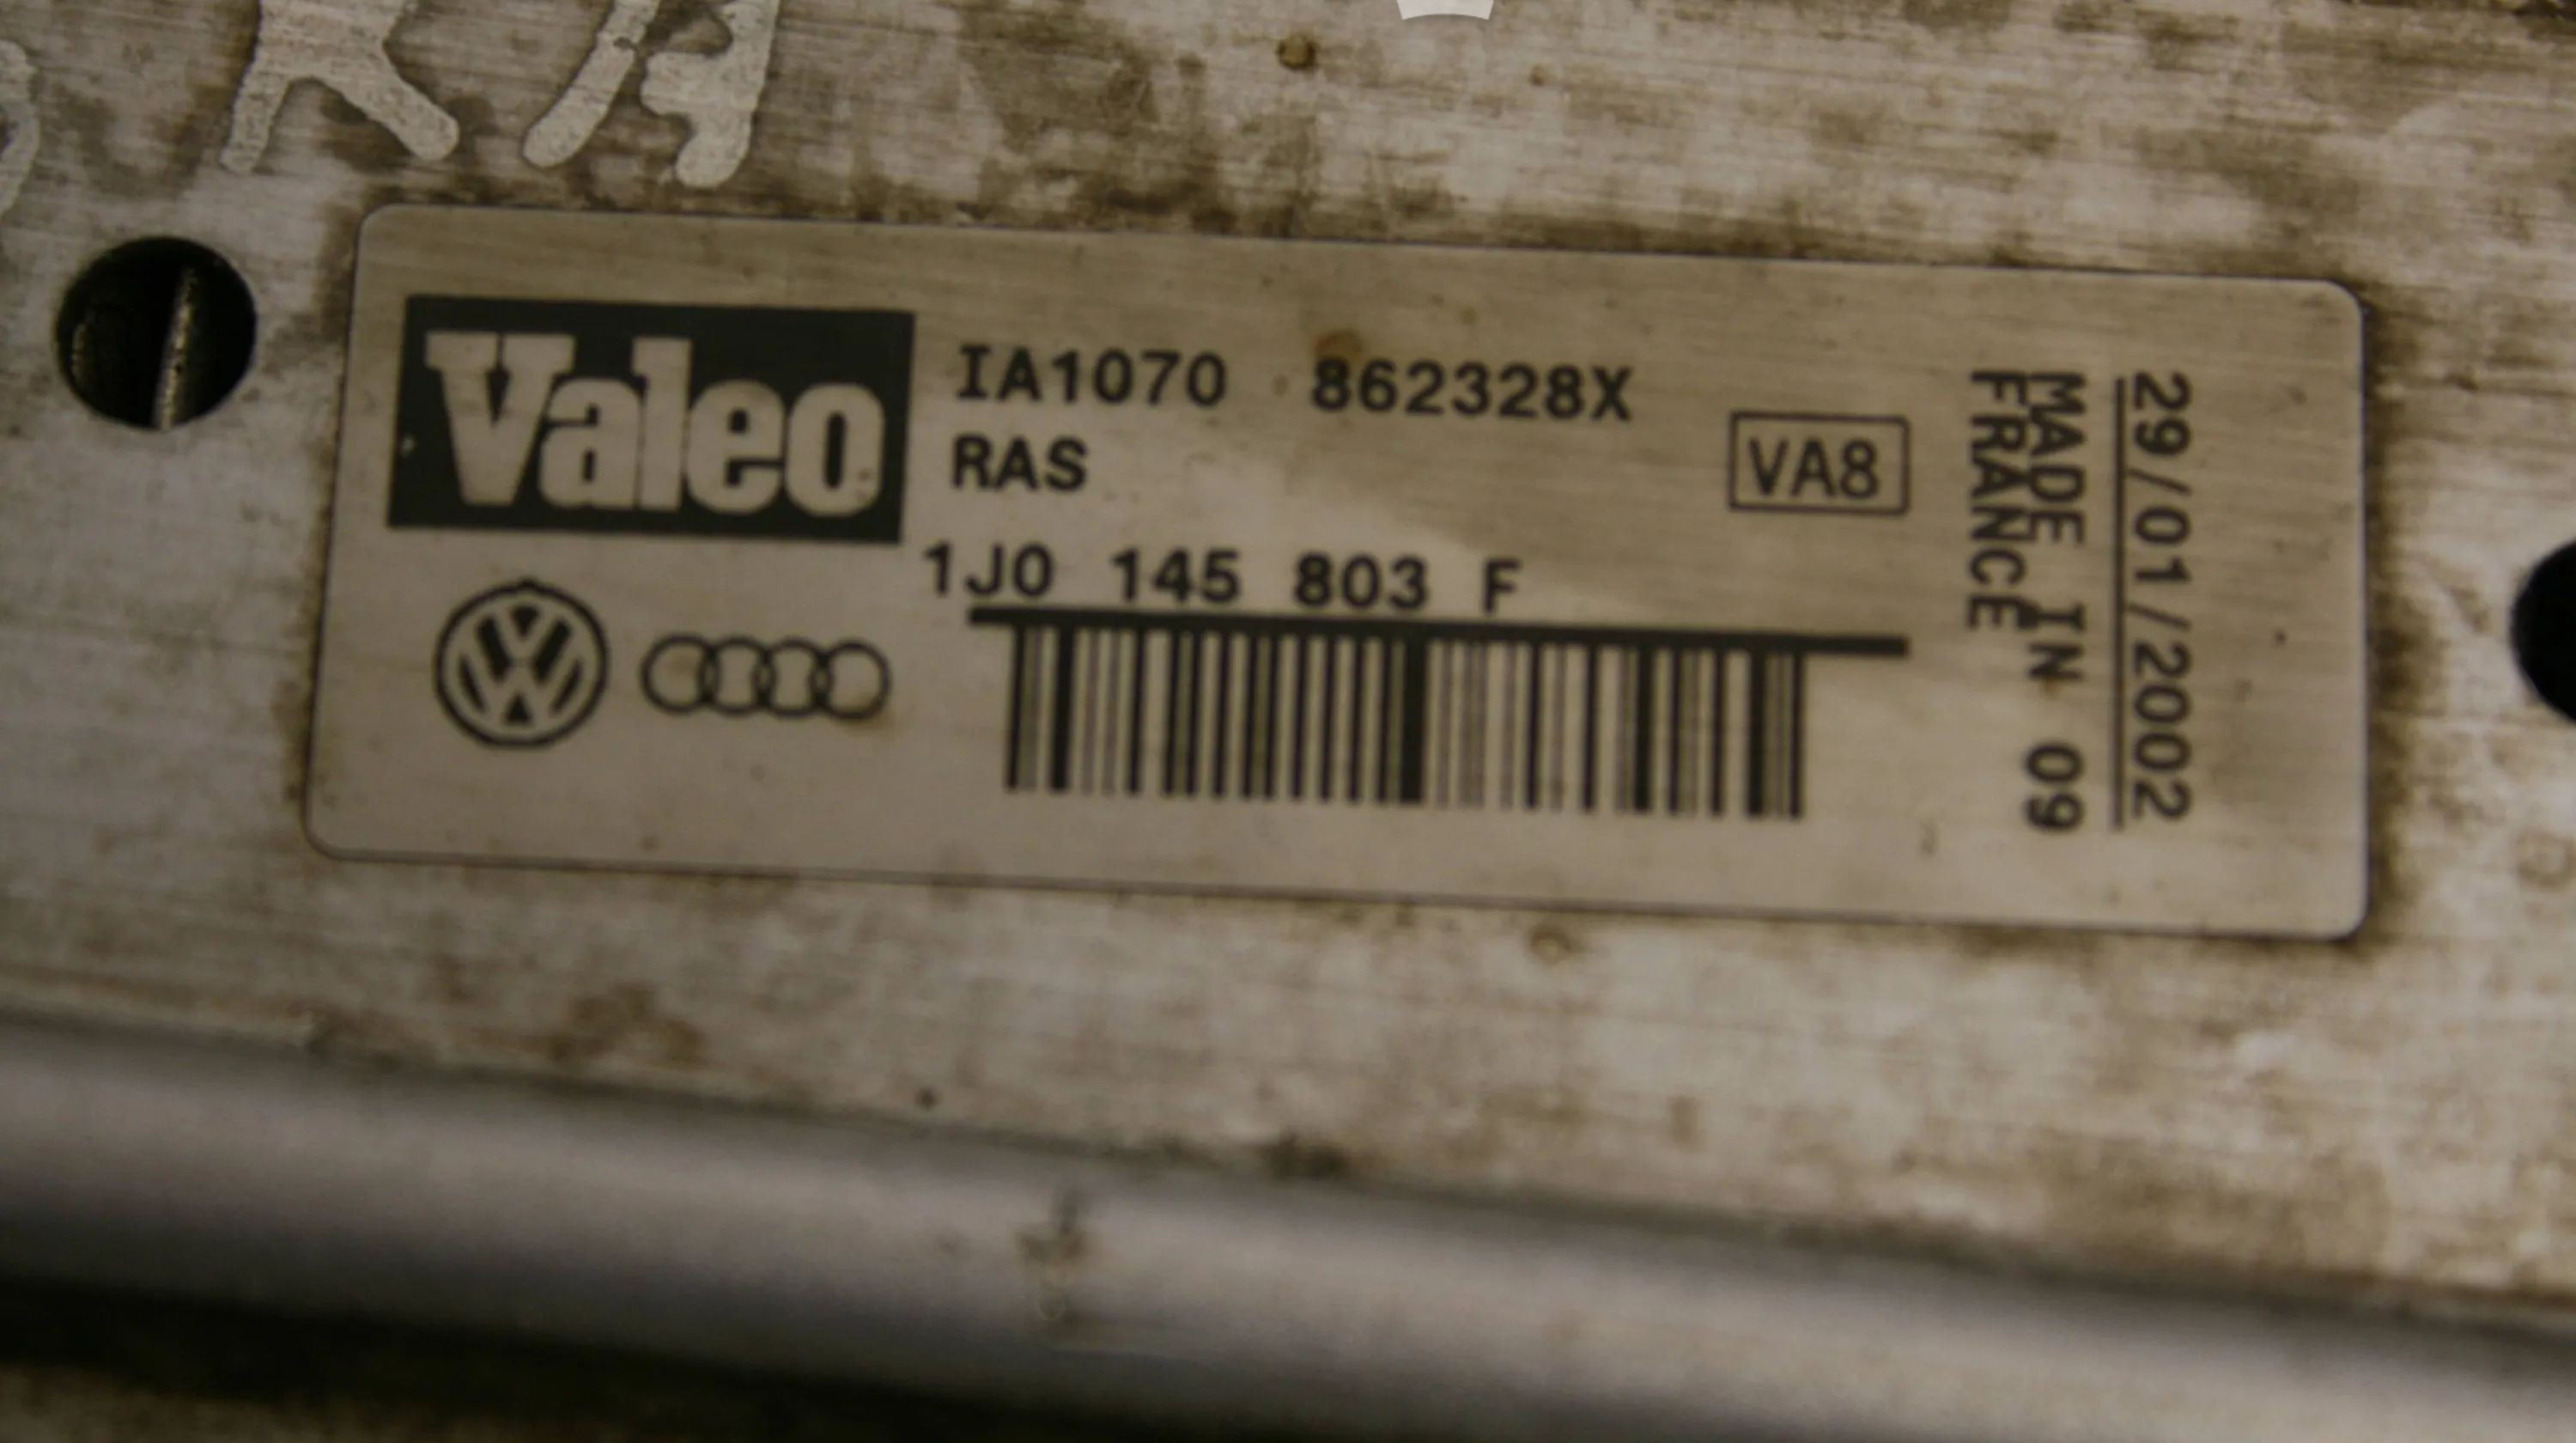 Valeo
IA1070 862328X
RAS
VA8
1J0 145 803 F
29/01/2002
MADE IN 09
FRANCE